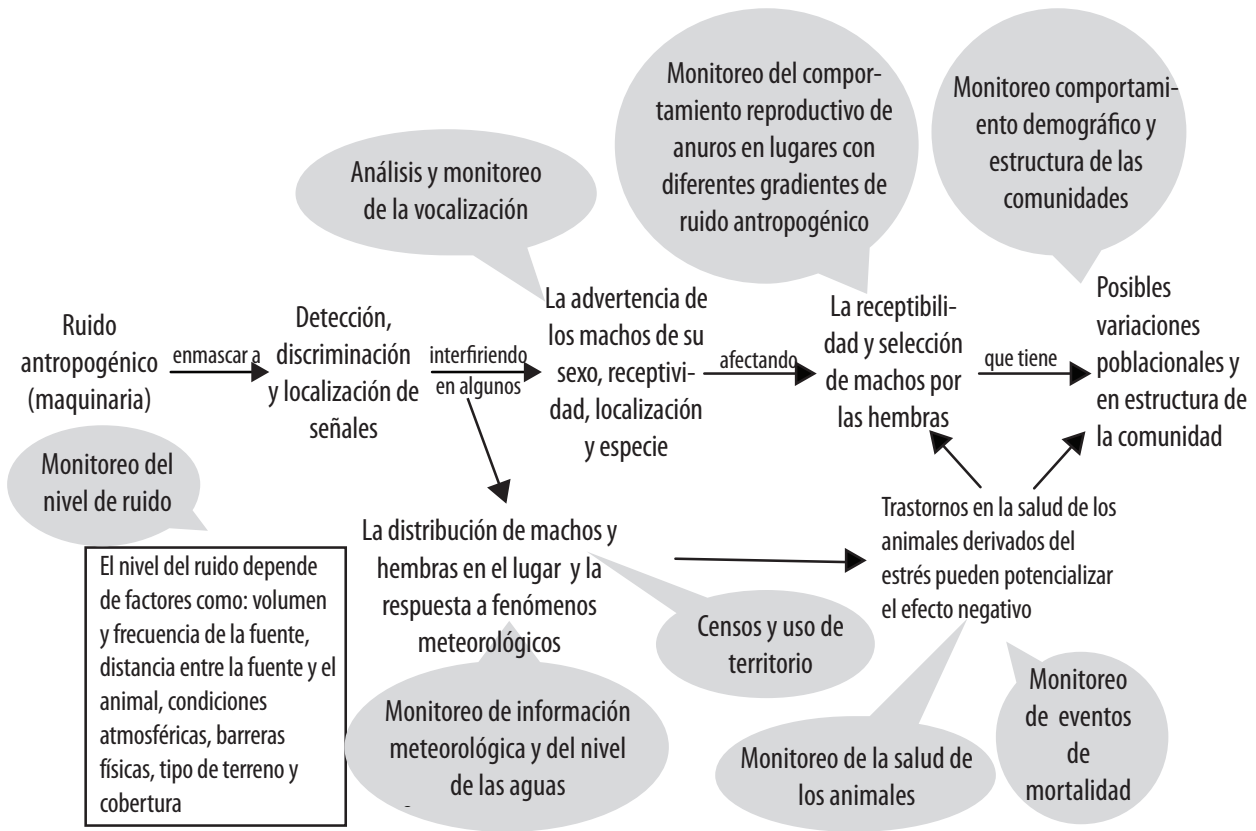 Monitoreo del compor-
tamiento reproductivo de
anuros en lugares con
diferentes gradientes de
ruido antropogénico
Monitoreo comportami-
ento demográfico y
estructura de las
comunidades
Análisis y monitoreo
de la vocalización
Ruido
antropogénico
(maquinaria)
enmascar a
Detección,
discriminación
y localización de
señales
interfiriendo
en algunos
La advertencia de
los machos de su
sexo, receptivi-
dad, localización
y especie
afectando
La receptibili-
dad y selección
de machos por
las hembras
que tiene
Posibles
variaciones
poblacionales y
en estructura de
la comunidad
Monitoreo del
nivel de ruido
El nivel del ruido depende
de factores como: volumen
y frecuencia de la fuente,
distancia entre la fuente y el
animal, condiciones
atmosféricas, barreras
físicas, tipo de terreno y
cobertura
La distribución de machos y
hembras en el lugar y la
respuesta a fenómenos
meteorológicos
Trastornos en la salud de los
animales derivados del
estrés pueden potencializar
el efecto negativo
Censos y uso de
territorio
Monitoreo de información
meteorológica y del nivel
de las aguas
Monitoreo de la salud de
los animales
Monitoreo
de eventos
de
mortalidad